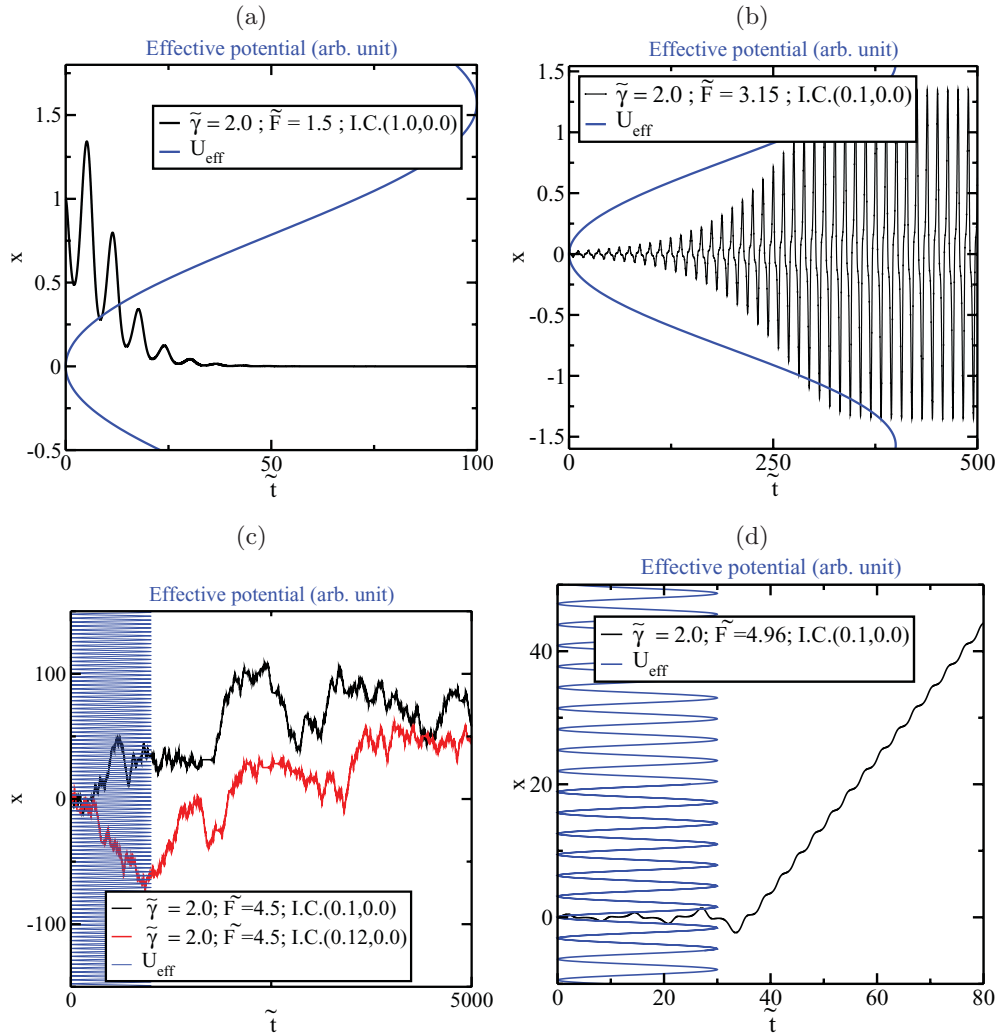 (a)
Effective potential (arb. unit)
1.5
1
0.5
0
-0.5
x
γ̃ = 2.0 ; F̃ = 1.5 ; I.C.(1.0,0.0)
U_eff
0
50
100
t̃
(b)
Effective potential (arb. unit)
1.5
1
0.5
0
-0.5
-1
-1.5
x
γ̃ = 2.0 ; F̃ = 3.15 ; I.C.(0.1,0.0)
U_eff
0
250
500
t̃
(c)
Effective potential (arb. unit)
100
0
-100
x
γ̃ = 2.0; F̃=4.5; I.C.(0.1,0.0)
γ̃ = 2.0; F̃=4.5; I.C.(0.12,0.0)
U_eff
0
5000
t̃
(d)
Effective potential (arb. unit)
40
20
0
x
γ̃ = 2.0; F̃=4.96; I.C.(0.1,0.0)
U_eff
0
20
40
60
80
t̃